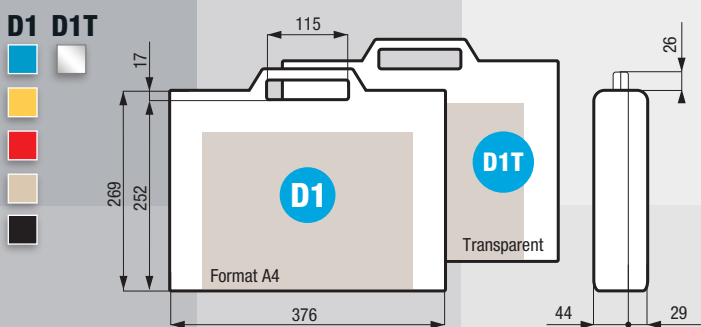 D1 D1T
115
26
17
D1T
D1
269
252
Transparent
Format A4
376
44
29